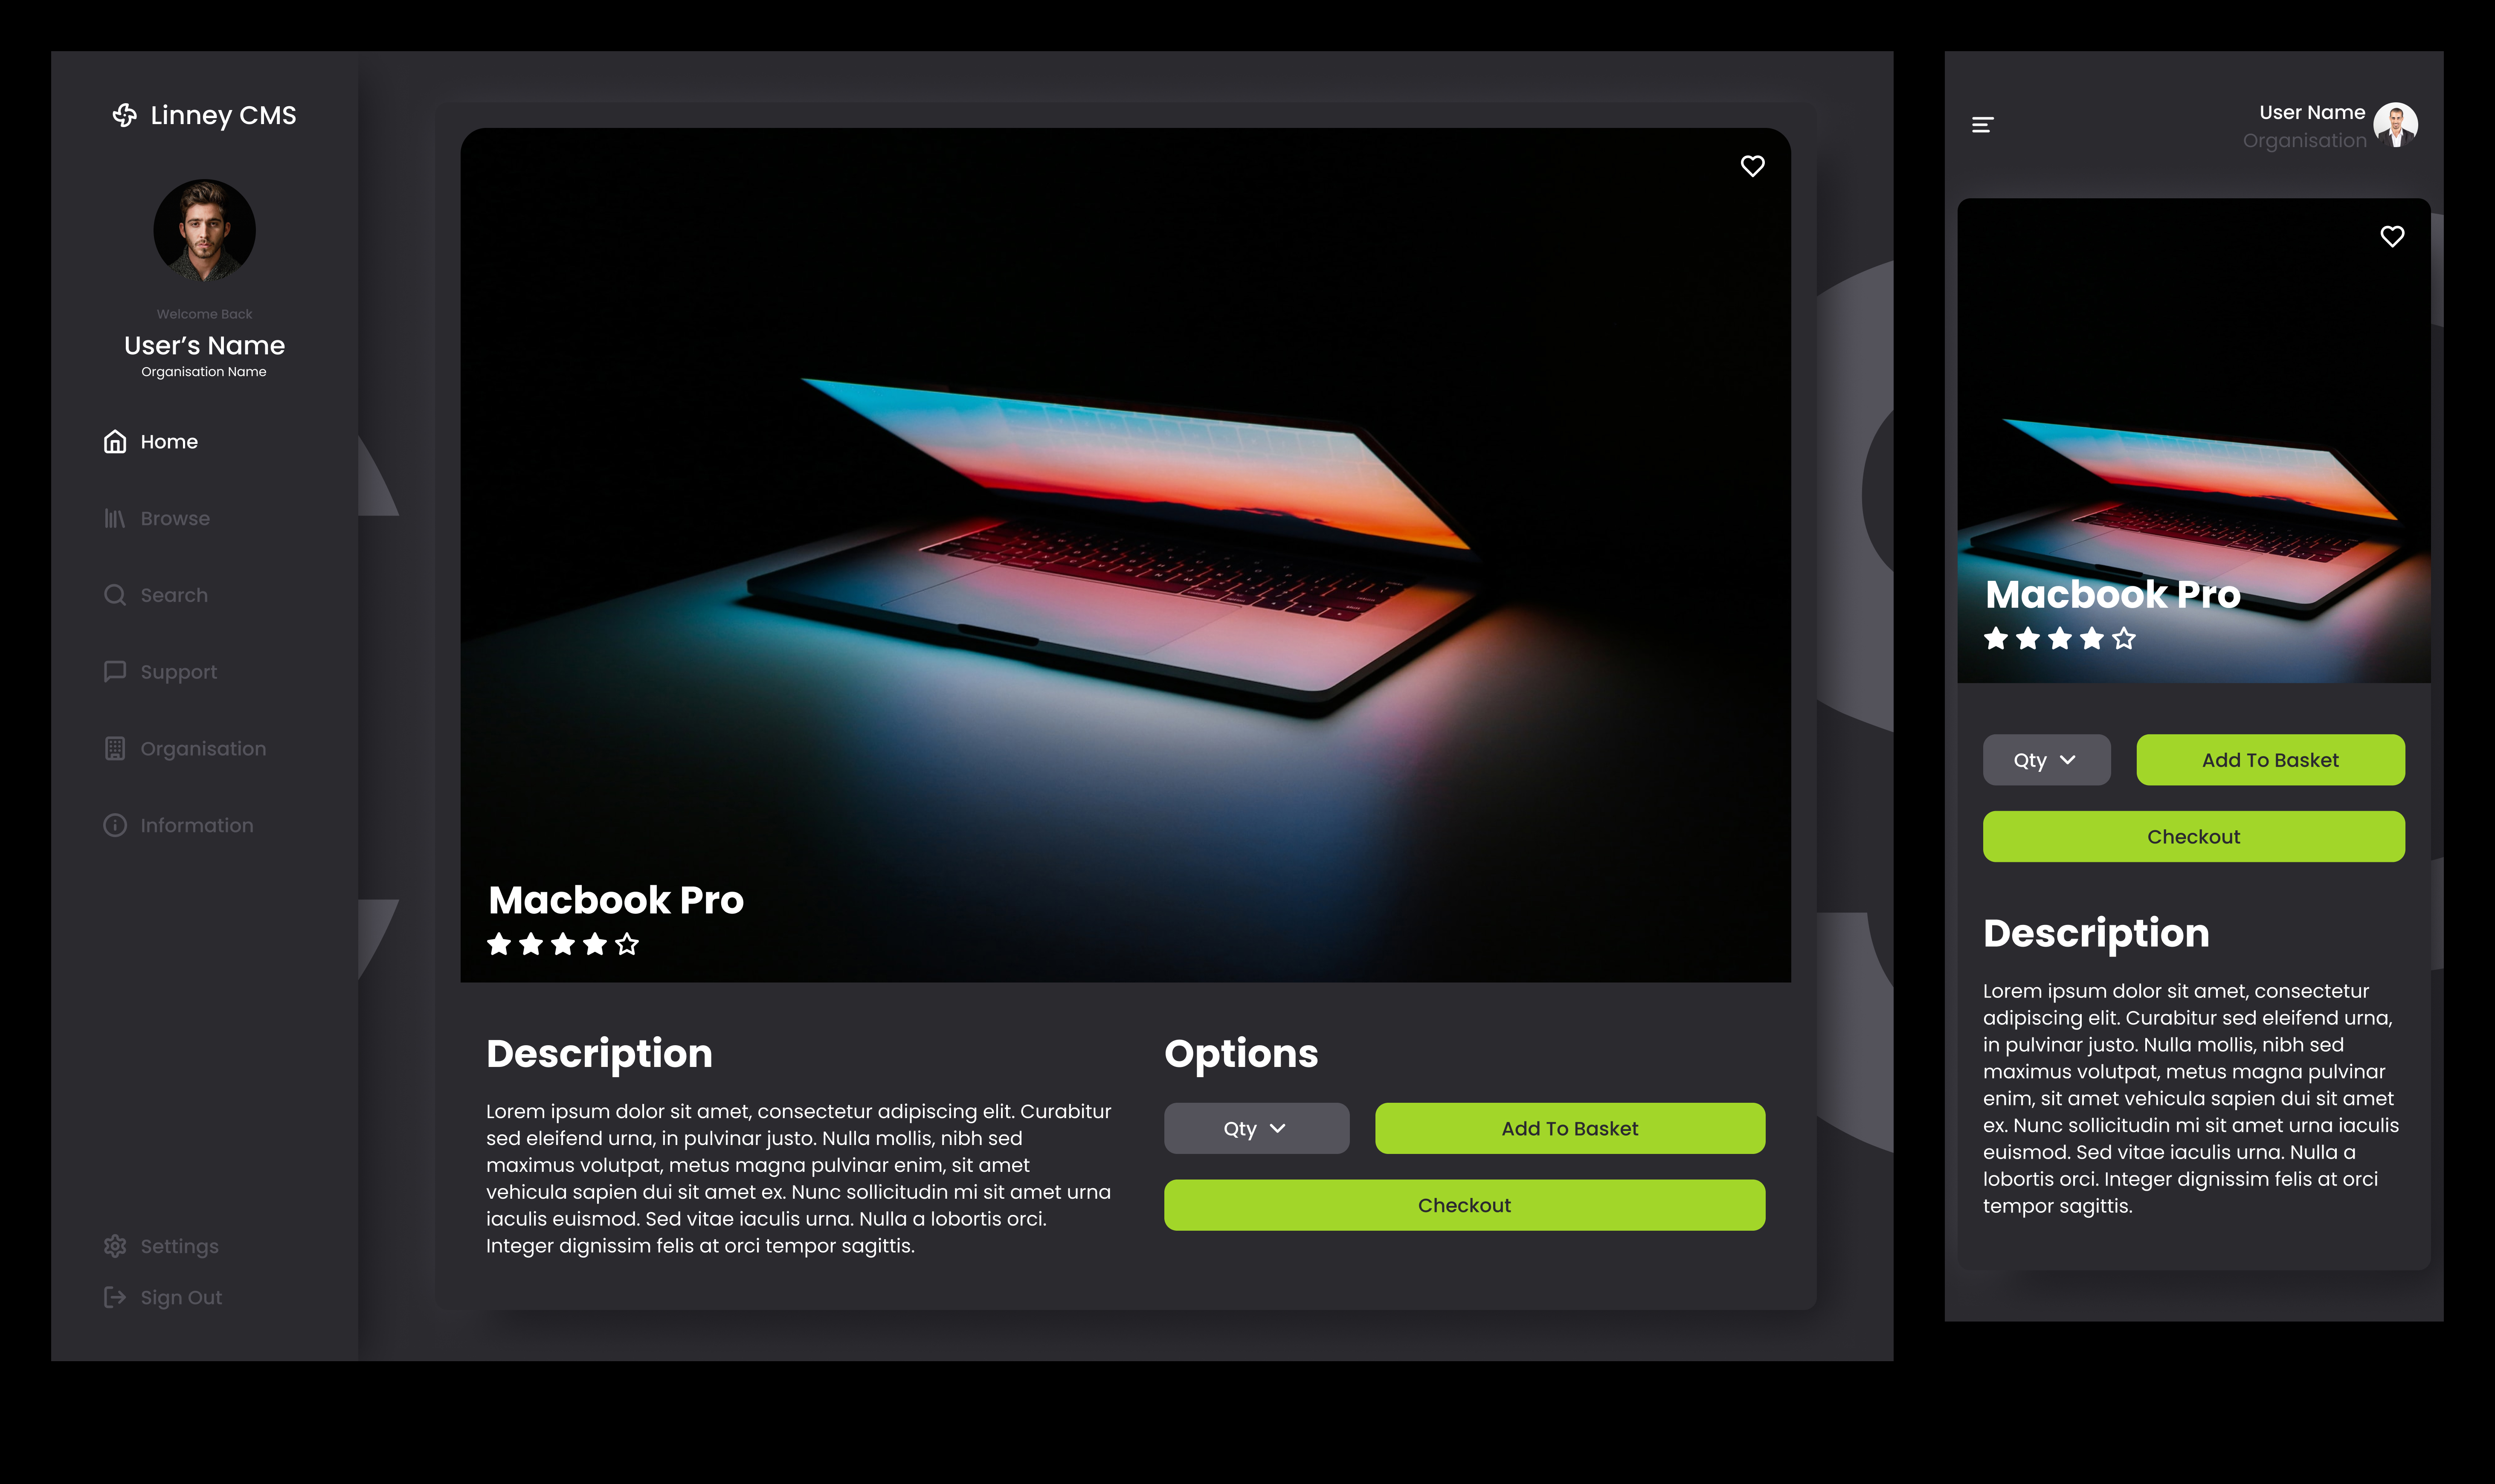 Linney CMS
Welcome Back
User’s Name
Organisation Name
Home
Browse
Search
Support
Organisation
Information
Settings
Sign Out
Macbook Pro
Description
Lorem ipsum dolor sit amet, consectetur adipiscing elit. Curabitur
sed eleifend urna, in pulvinar justo. Nulla mollis, nibh sed
maximus volutpat, metus magna pulvinar enim, sit amet
vehicula sapien dui sit amet ex. Nunc sollicitudin mi sit amet urna
iaculis euismod. Sed vitae iaculis urna. Nulla a lobortis orci.
Integer dignissim felis at orci tempor sagittis.
Options
Qty
Add To Basket
Checkout
User Name
Organisation
Macbook Pro
Qty
Add To Basket
Checkout
Description
Lorem ipsum dolor sit amet, consectetur
adipiscing elit. Curabitur sed eleifend urna,
in pulvinar justo. Nulla mollis, nibh sed
maximus volutpat, metus magna pulvinar
enim, sit amet vehicula sapien dui sit amet
ex. Nunc sollicitudin mi sit amet urna iaculis
euismod. Sed vitae iaculis urna. Nulla a
lobortis orci. Integer dignissim felis at orci
tempor sagittis.